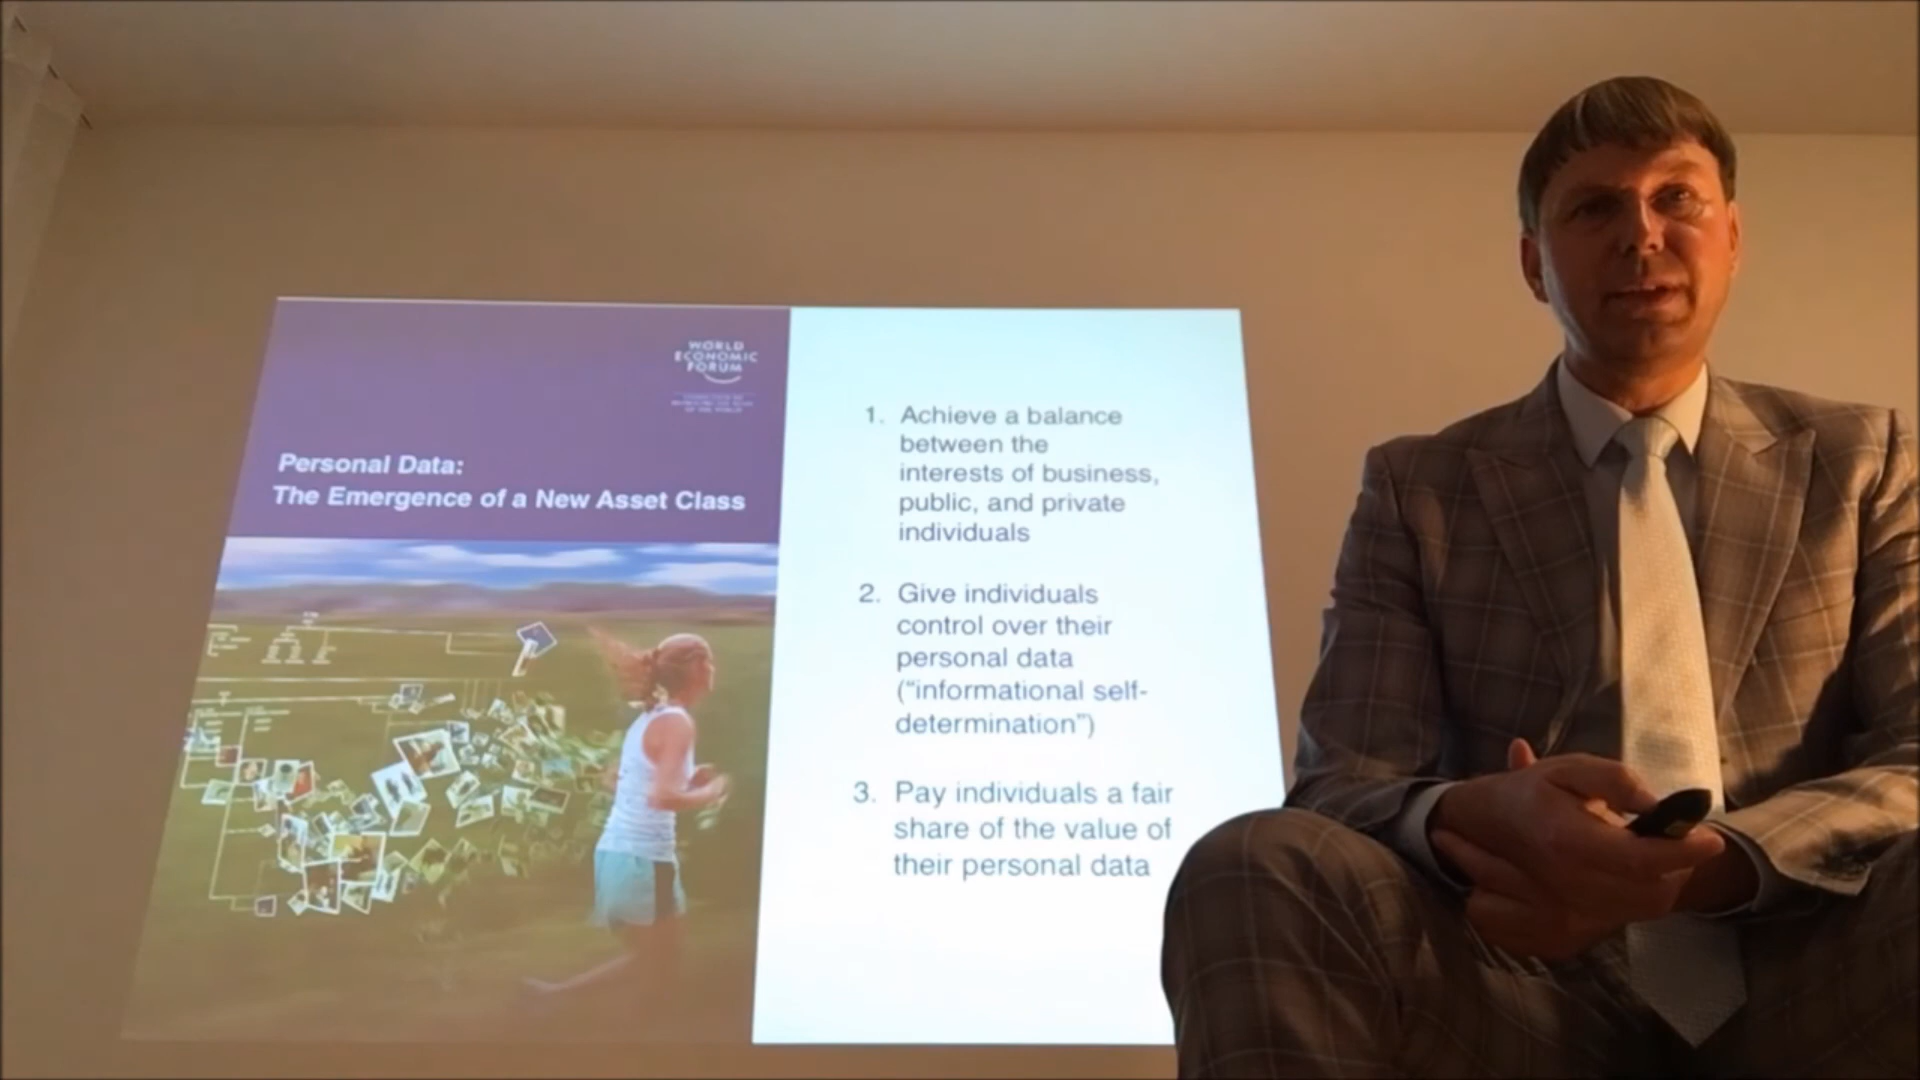 WORLD
ECONOMIC
FORUM
Personal Data:
The Emergence of a New Asset Class
1. Achieve a balance
between the
interests of business,
public, and private
individuals
2. Give individuals
control over their
personal data
(“informational self-
determination”)
3. Pay individuals a fair
share of the value of
their personal data